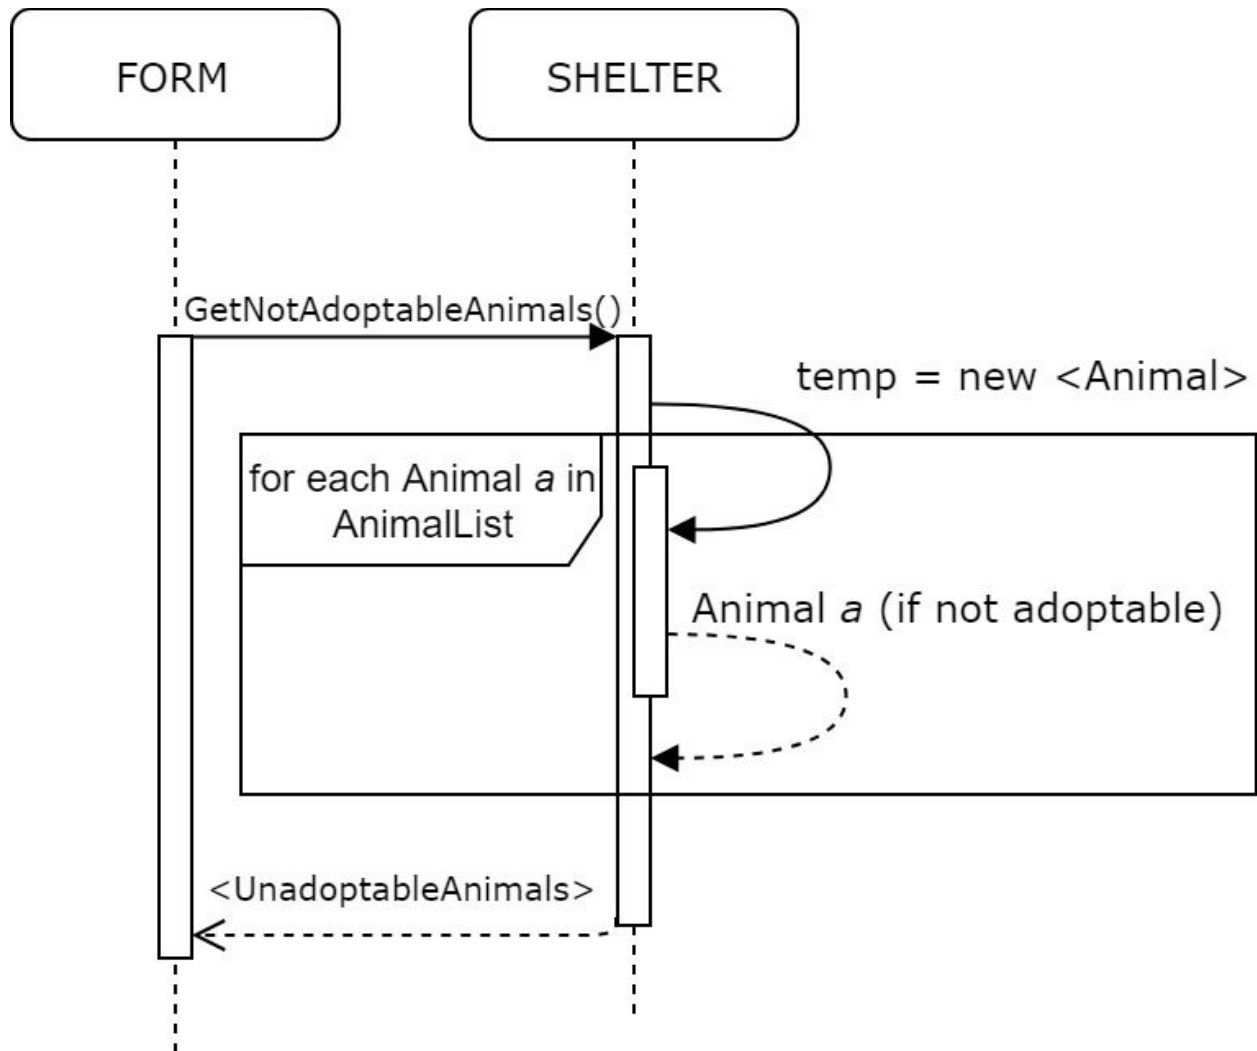 FORM
SHELTER
GetNotAdoptableAnimals()
temp = new <Animal>
for each Animal a in
AnimalList
Animal a (if not adoptable)
<UnadoptableAnimals>